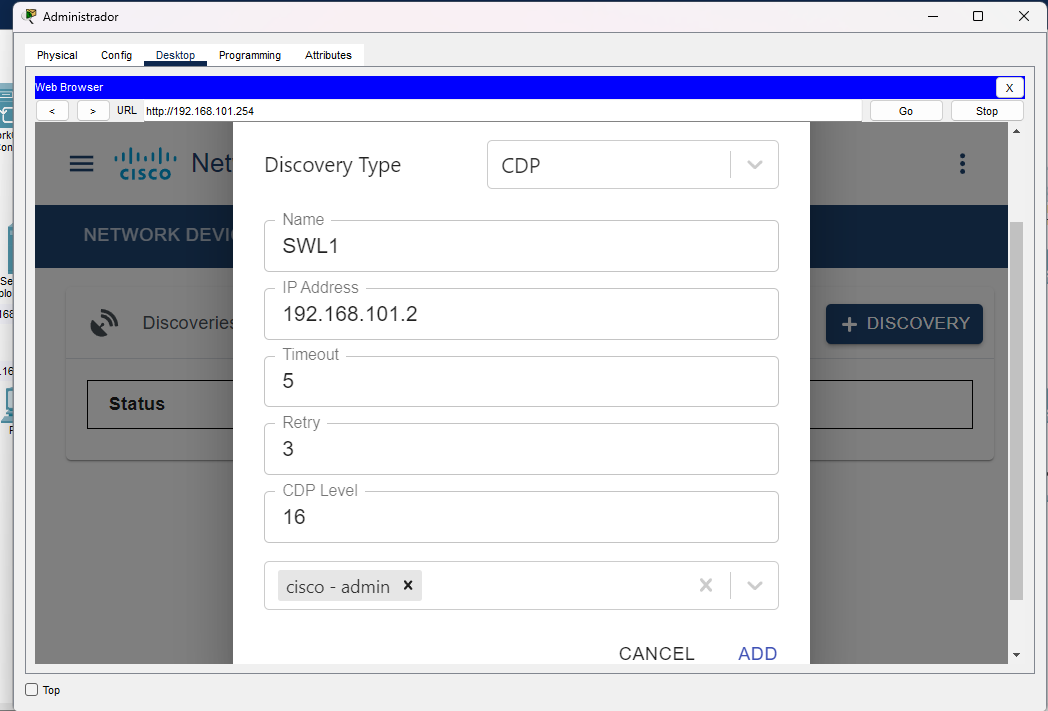 Administrador
Physical Config Desktop Programming Attributes
Web Browser X
< > URL http://192.168.101.254 Go Stop
Discovery Type CDP
CISCO Net
NETWORK DEVI
Name
SWL1
IP Address
192.168.101.2
Discoveries + DISCOVERY
Timeout
5
Status
Retry
3
CDP Level
16
cisco - admin ×
CANCEL ADD
Top